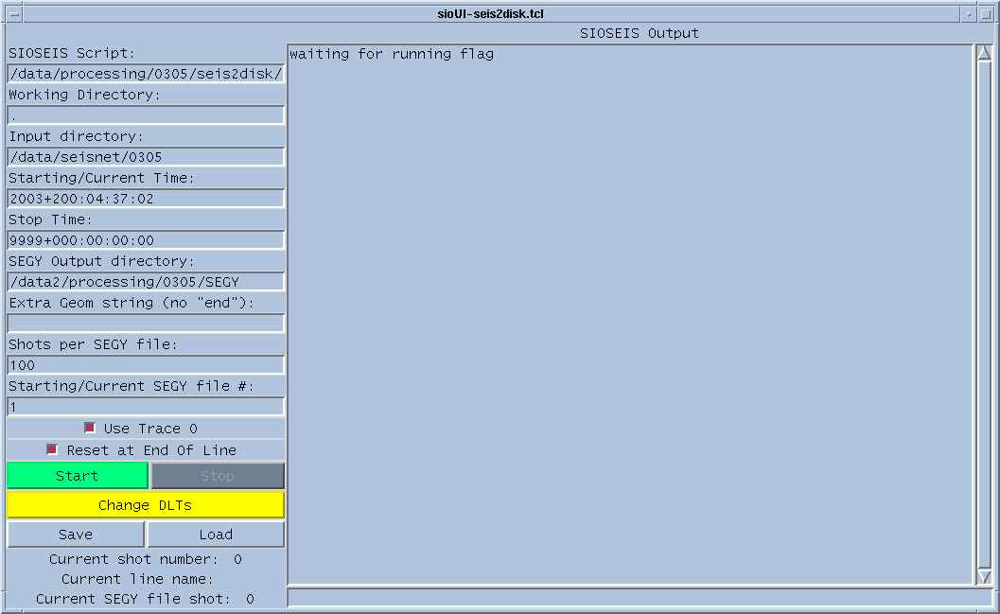 sioUI-seis2disk.tcl
SIOSEIS Output
SIOSEIS Script:
/data/processing/0305/seis2disk/
Working Directory:
.
Input directory:
/data/seisnet/0305
Starting/Current Time:
2003+200:04:37:02
Stop Time:
9999+000:00:00:00
SEGY Output directory:
/data2/processing/0305/SEGY
Extra Geom string (no "end"):
Shots per SEGY file:
100
Starting/Current SEGY file #:
1
Use Trace 0
Reset at End Of Line
Start Stop
Change DLTs
Save Load
Current shot number: 0
Current line name:
Current SEGY file shot: 0
waiting for running flag